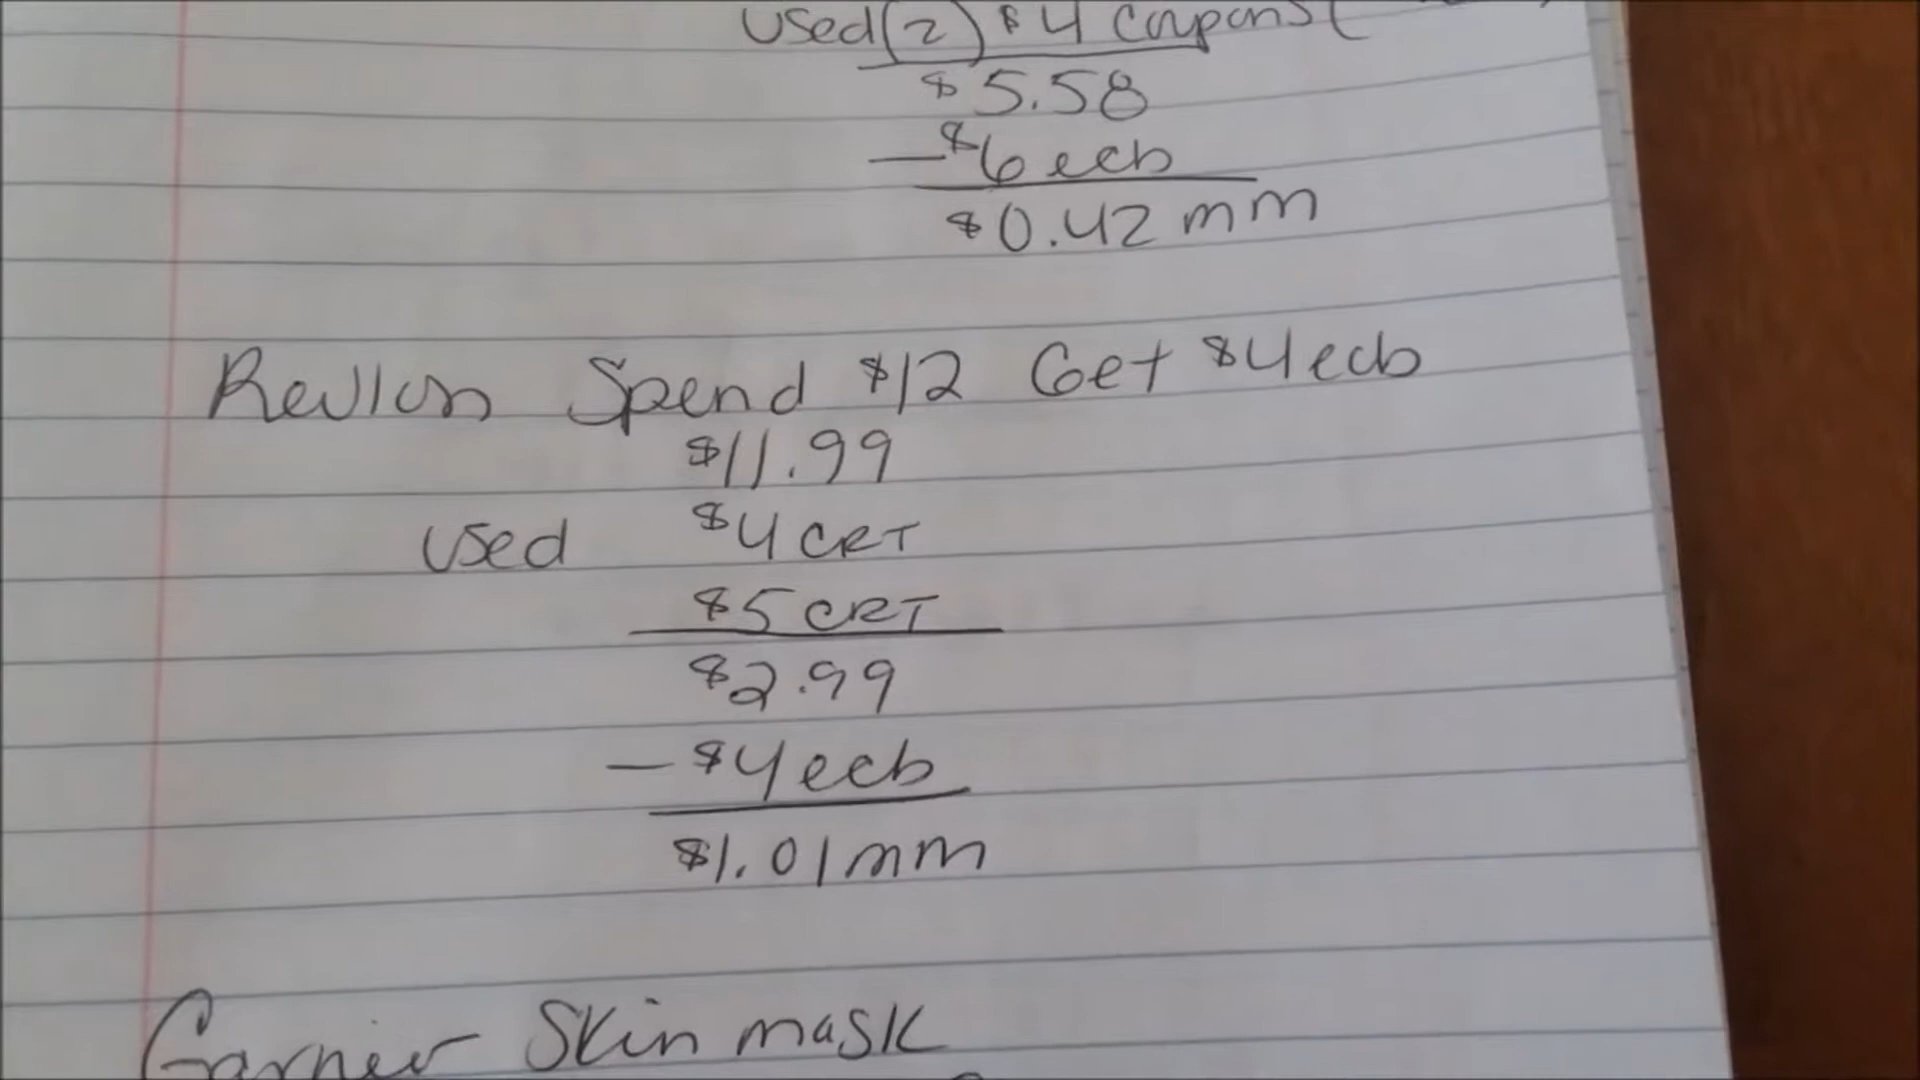 used (2) $4 coupons (
$5.58
- $6 ecb
$0.42 mm
Revlon Spend $12 Get $4 ecb
$11.99
used $4 CRT
$5 CRT
$2.99
- $4 ecb
$1.01 mm
Garnier Skin mask